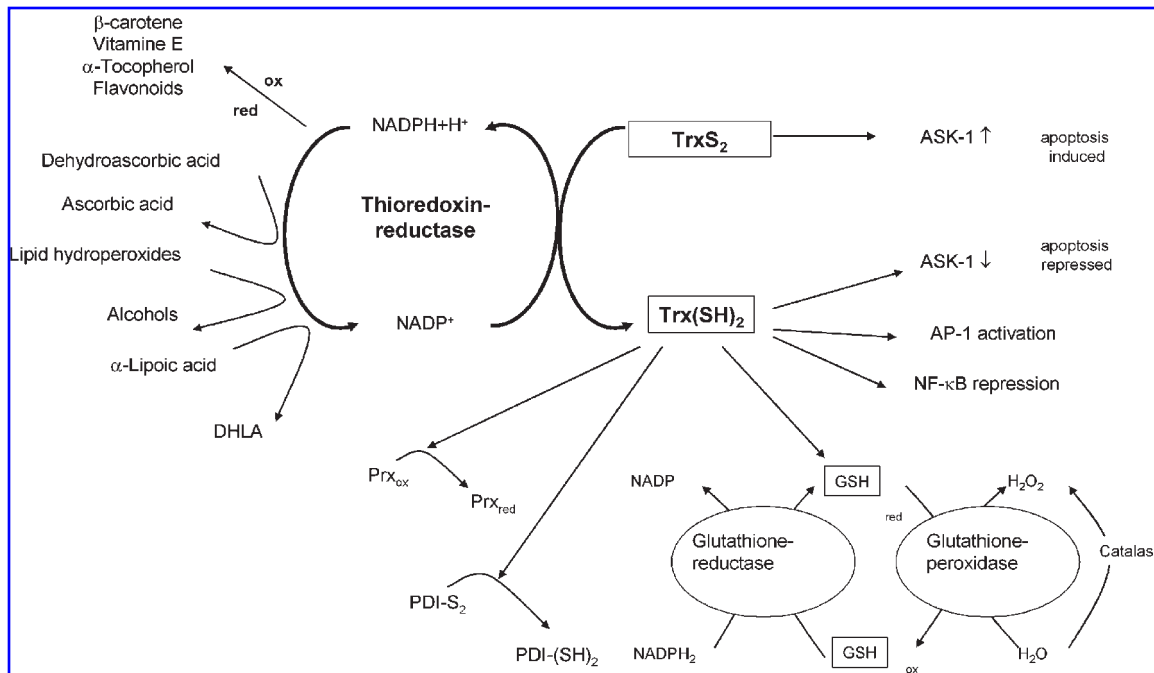 β-carotene
Vitamine E
α-Tocopherol
Flavonoids
ox
red
NADPH+H⁺
TrxS₂
ASK-1 ↑
apoptosis
induced
Dehydroascorbic acid
Ascorbic acid
Thioredoxin-
reductase
Lipid hydroperoxides
ASK-1 ↓
apoptosis
repressed
Alcohols
NADP⁺
Trx(SH)₂
AP-1 activation
α-Lipoic acid
NF-κB repression
DHLA
Prxox
Prxred
NADP
GSH
H₂O₂
red
Glutathione-
reductase
Glutathione-
peroxidase
Catalas
PDI-S₂
PDI-(SH)₂
NADPH₂
GSH
ox
H₂O